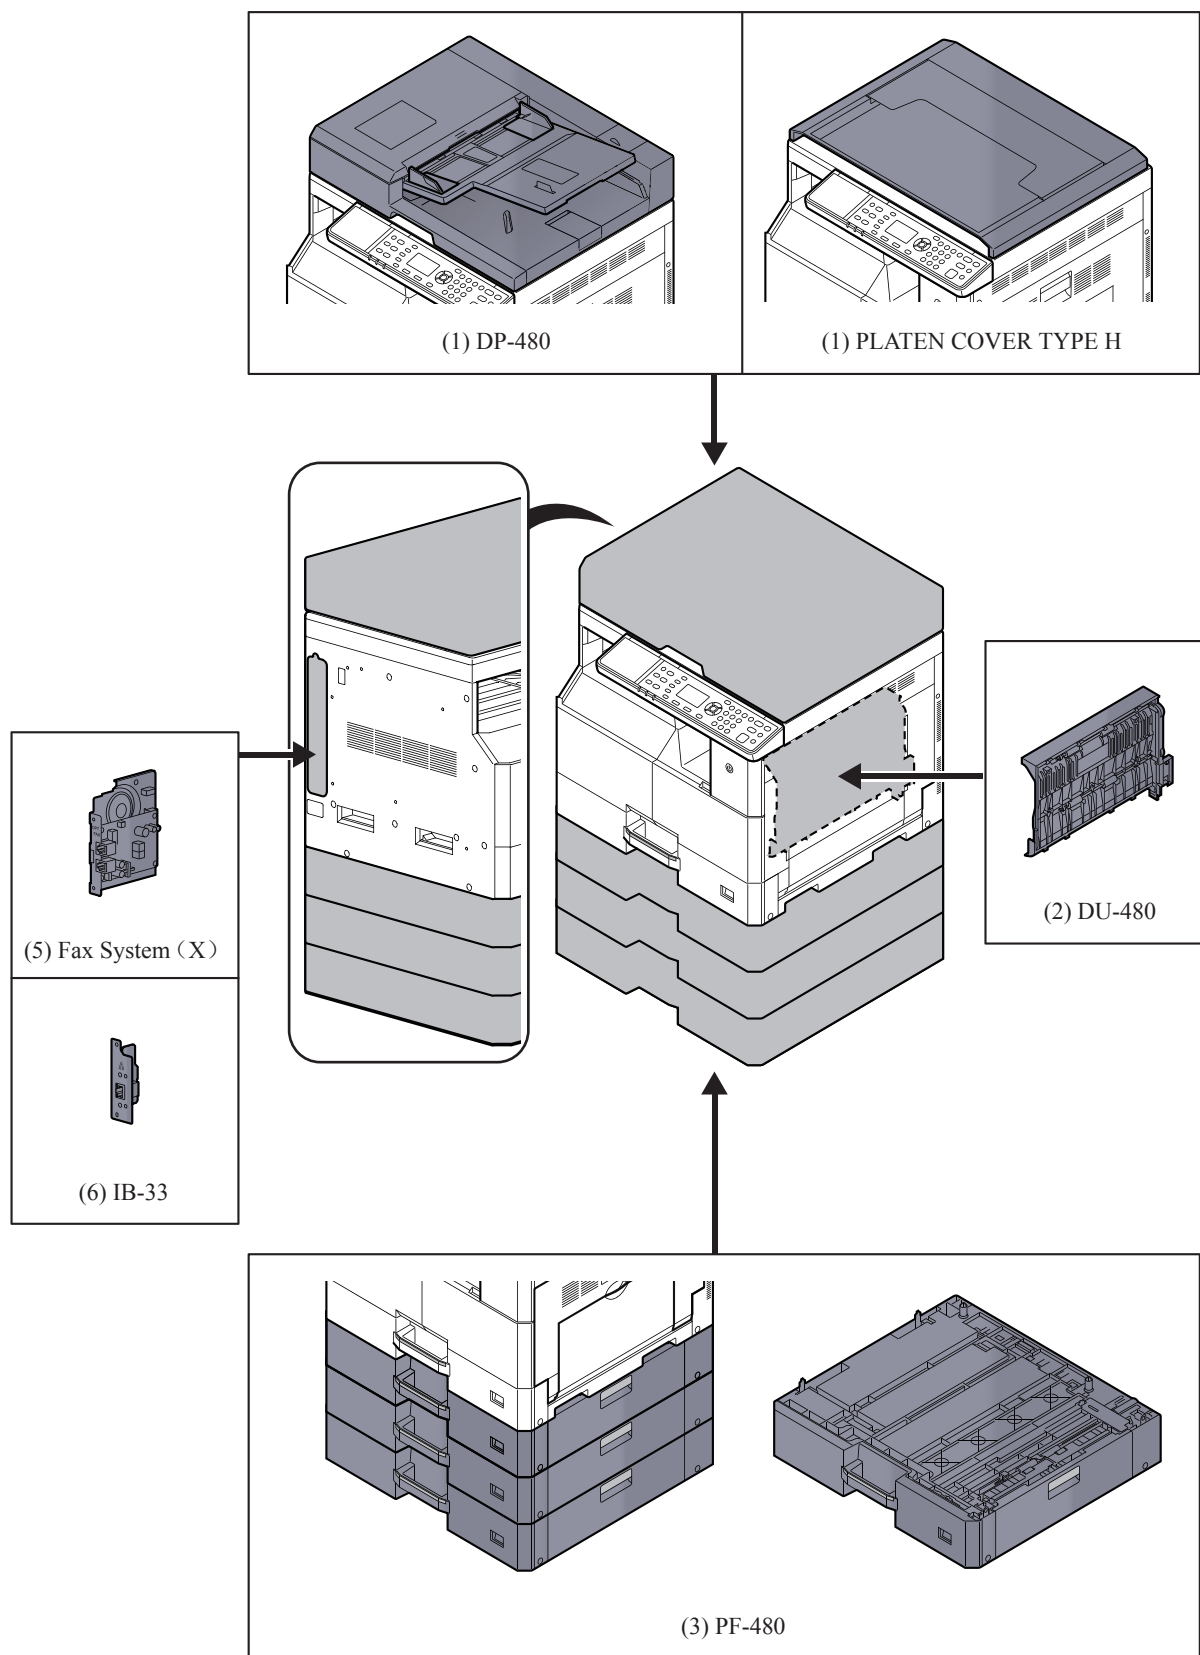 (1) DP-480
(1) PLATEN COVER TYPE H
(2) DU-480
(5) Fax System（X）
(6) IB-33
(3) PF-480